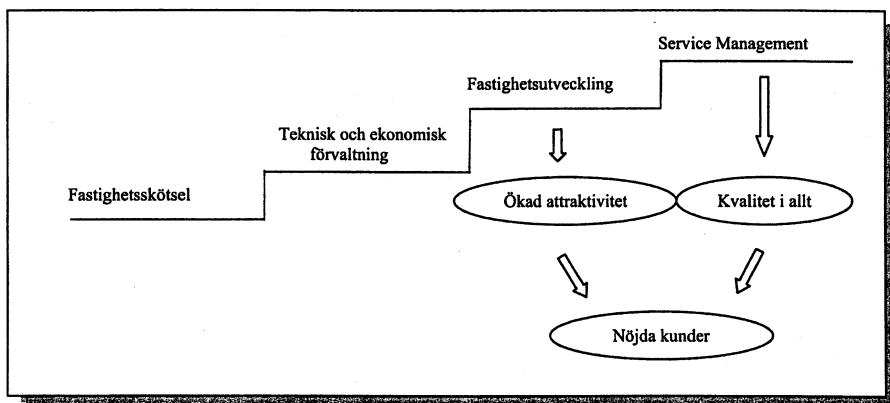 Service Management
Fastighetsutveckling
Teknisk och ekonomisk
förvaltning
Fastighetsskötsel
Ökad attraktivitet
Kvalitet i allt
Nöjda kunder